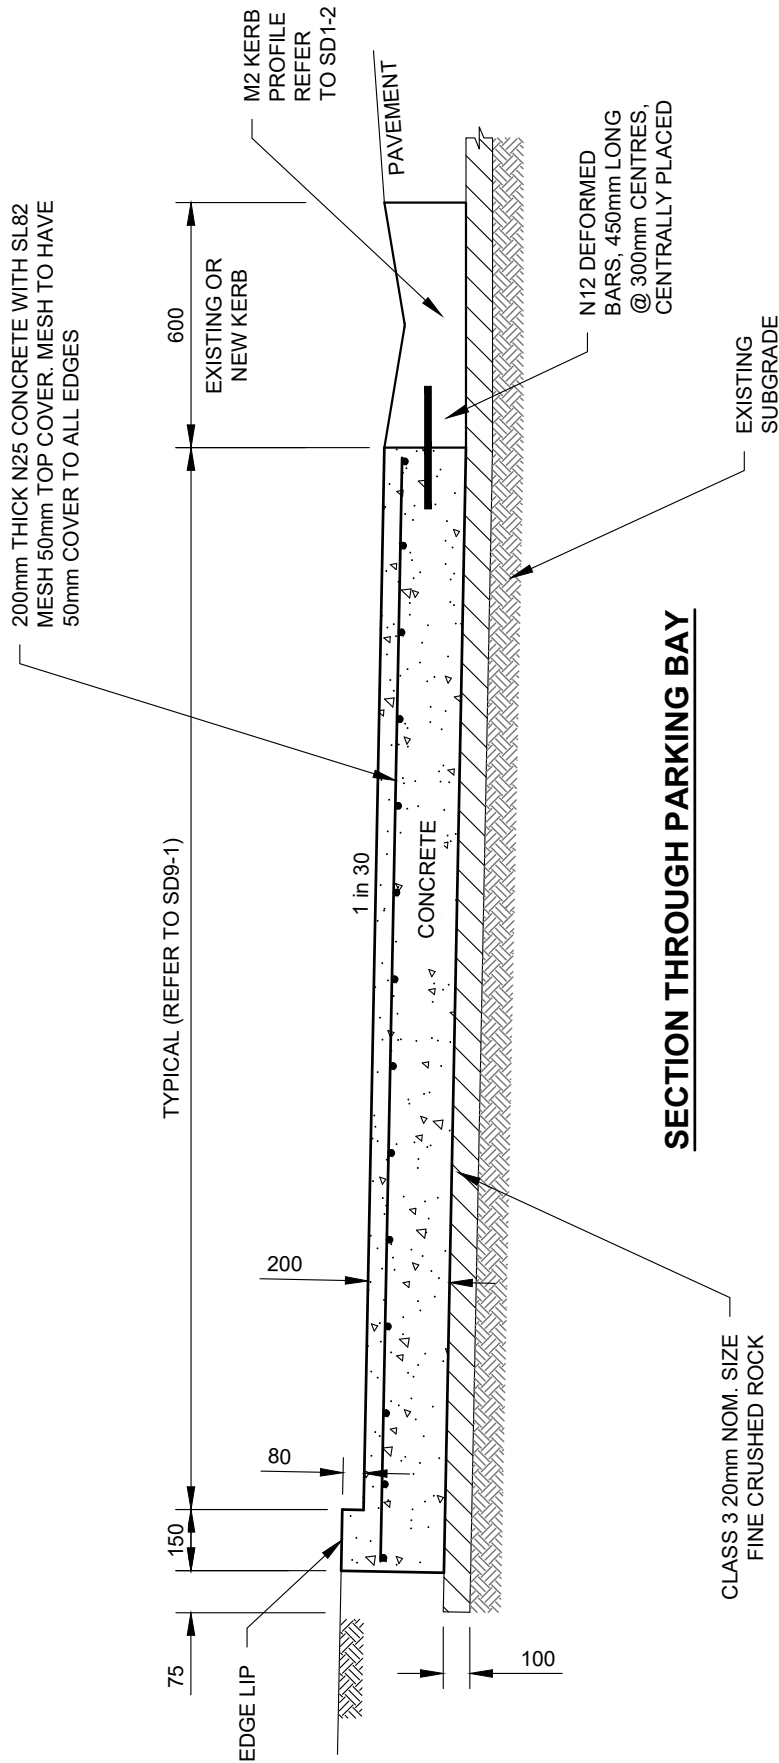 200mm THICK N25 CONCRETE WITH SL82
MESH 50mm TOP COVER. MESH TO HAVE
50mm COVER TO ALL EDGES
M2 KERB
PROFILE
REFER
TO SD1-2
75
150
TYPICAL (REFER TO SD9-1)
600
EXISTING OR
NEW KERB
EDGE LIP
80
200
1 in 30
PAVEMENT
CONCRETE
100
N12 DEFORMED
BARS, 450mm LONG
@ 300mm CENTRES,
CENTRALLY PLACED
CLASS 3 20mm NOM. SIZE
FINE CRUSHED ROCK
EXISTING
SUBGRADE
SECTION THROUGH PARKING BAY